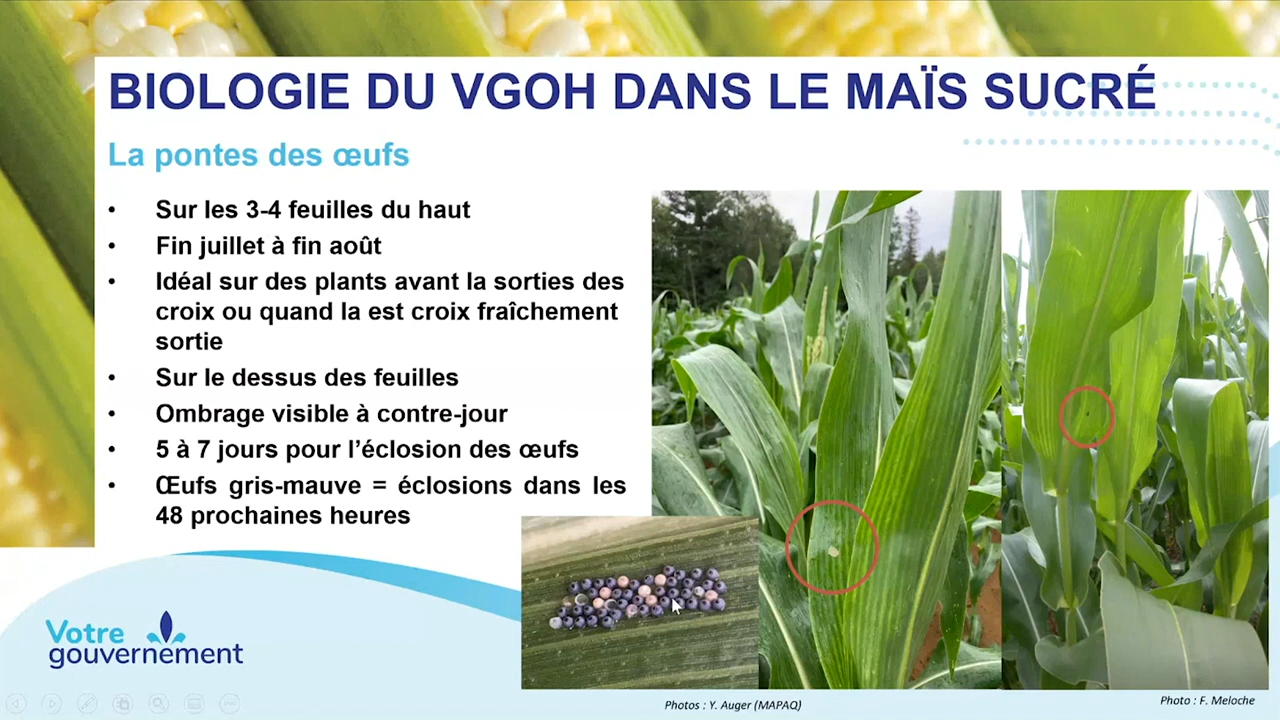 BIOLOGIE DU VGOH DANS LE MAÏS SUCRÉ
La pontes des œufs
• Sur les 3-4 feuilles du haut
• Fin juillet à fin août
• Idéal sur des plants avant la sorties des
croix ou quand la est croix fraîchement
sortie
• Sur le dessus des feuilles
• Ombrage visible à contre-jour
• 5 à 7 jours pour l’éclosion des œufs
• Œufs gris-mauve = éclosions dans les
48 prochaines heures
Votre
gouvernement
Photos : Y. Auger (MAPAQ)
Photo : F. Meloche